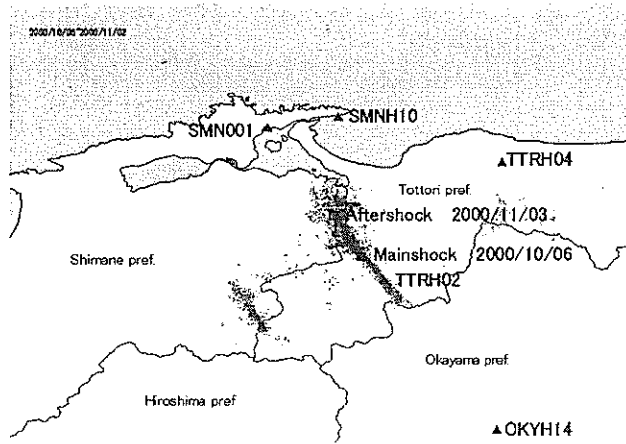 2000/10/06~2000/11/02
SMN001
SMNH10
TTRH04
Tottori pref.
Aftershock 2000/11/03
Shimane pref.
Mainshock 2000/10/06
TTRH02
Okayama pref.
Hiroshima pref
OKYH14